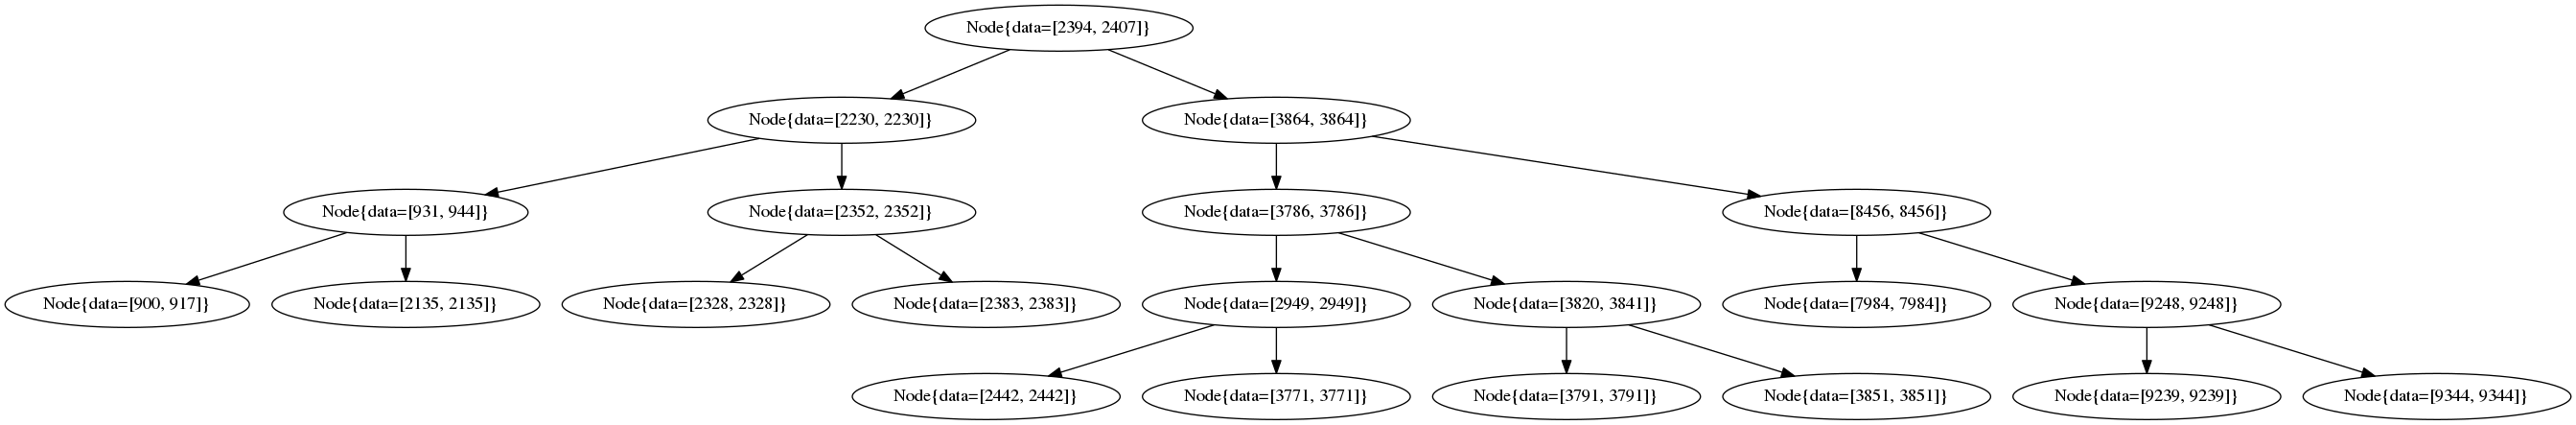 Node{data=[2394, 2407]}
Node{data=[2230, 2230]}
Node{data=[3864, 3864]}
Node{data=[931, 944]}
Node{data=[2352, 2352]}
Node{data=[3786, 3786]}
Node{data=[8456, 8456]}
Node{data=[900, 917]}
Node{data=[2135, 2135]}
Node{data=[2328, 2328]}
Node{data=[2383, 2383]}
Node{data=[2949, 2949]}
Node{data=[3820, 3841]}
Node{data=[7984, 7984]}
Node{data=[9248, 9248]}
Node{data=[2442, 2442]}
Node{data=[3771, 3771]}
Node{data=[3791, 3791]}
Node{data=[3851, 3851]}
Node{data=[9239, 9239]}
Node{data=[9344, 9344]}